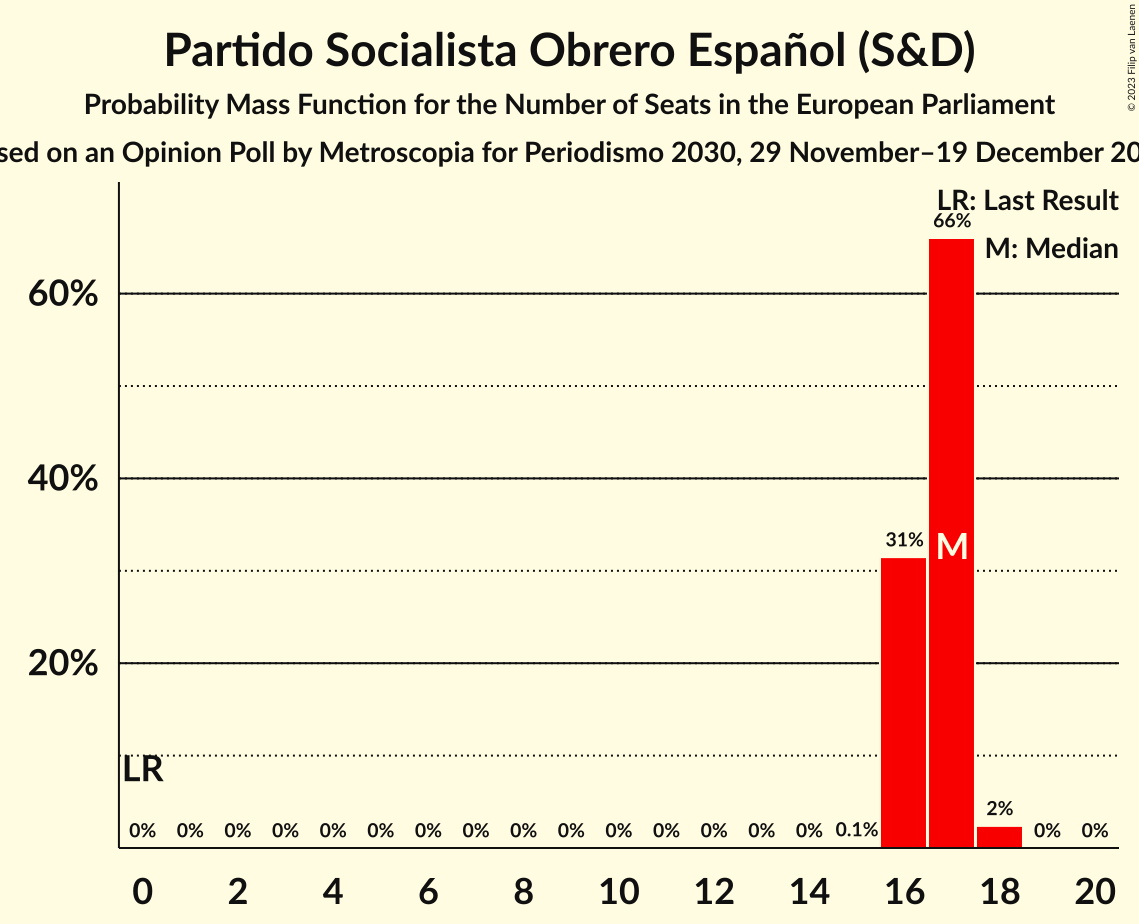 Partido Socialista Obrero Español (S&D)
Probability Mass Function for the Number of Seats in the European Parliament
sed on an Opinion Poll by Metroscopia for Periodismo 2030, 29 November–19 December 20
© 2023 Filip van Laenen
LR: Last Result
M: Median
66%
60%
40%
31%
M
20%
LR
2%
0% 0% 0% 0% 0% 0% 0% 0% 0% 0% 0% 0% 0% 0% 0% 0.1% 0% 0%
0 2 4 6 8 10 12 14 16 18 20